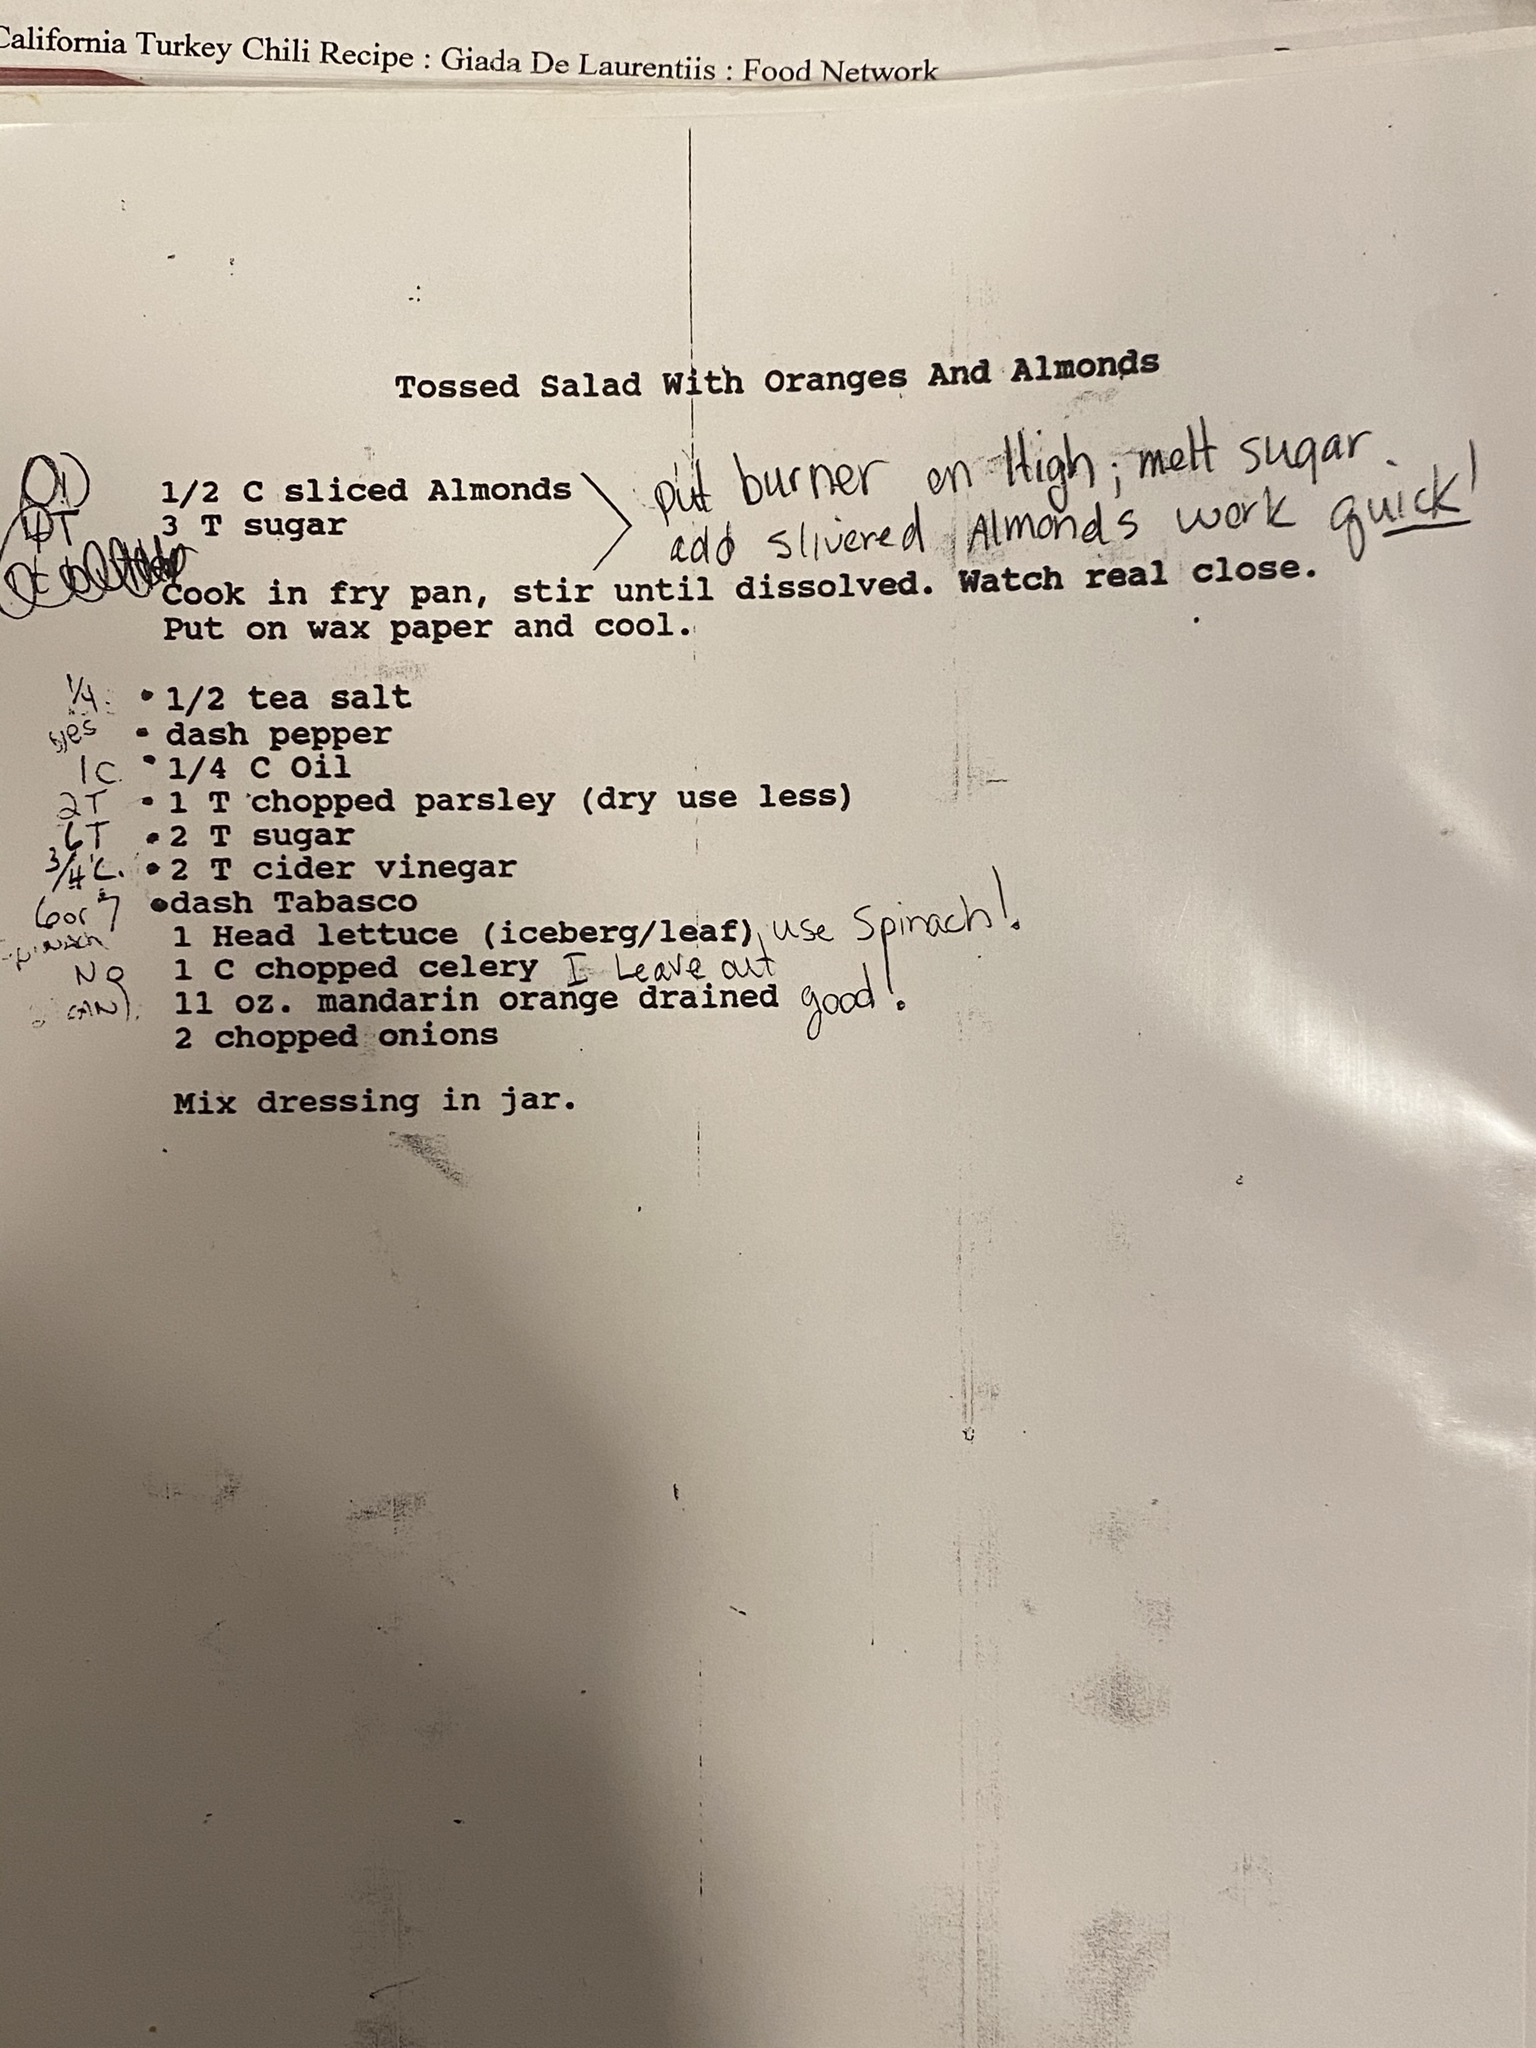 California Turkey Chili Recipe : Giada De Laurentiis : Food Network
Tossed Salad With Oranges And Almonds
1/2 C sliced Almonds
put burner on High; melt sugar.
4T 3 T sugar
add slivered Almonds work quick!
Cook in fry pan, stir until dissolved. Watch real close.
Put on wax paper and cool.
1/4 • 1/2 tea salt
yes • dash pepper
1C. • 1/4 C Oil
2T • 1 T chopped parsley (dry use less)
6T • 2 T sugar
3/4 C. • 2 T cider vinegar
6 or 7 • dash Tabasco
Spinach 1 Head lettuce (iceberg/leaf), use Spinach!
No 1 C chopped celery I Leave out
CAN 11 oz. mandarin orange drained good!
2 chopped onions
Mix dressing in jar.